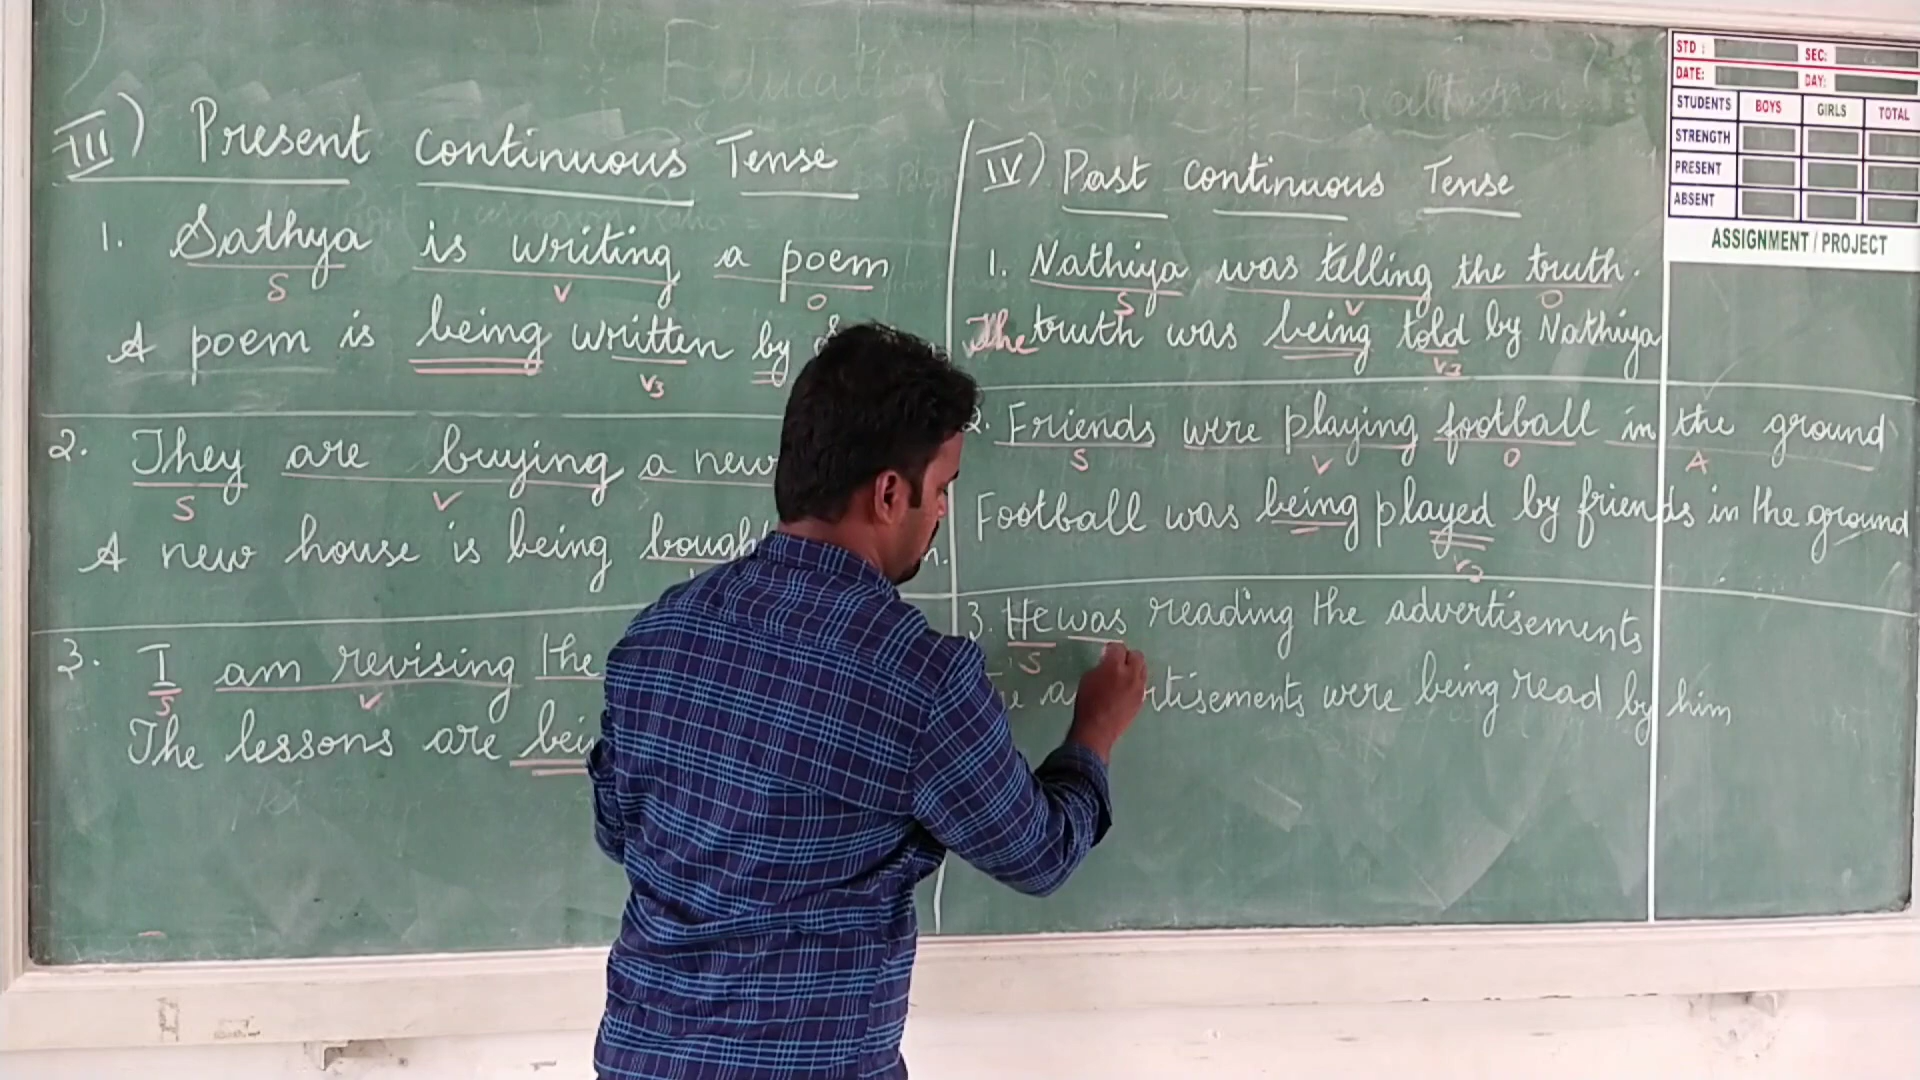 Education Discipline Exaltation
III) Present continuous Tense
1. Sathya is writing a poem
S V O
A poem is being written by
V3
2. They are buying a new
S V
A new house is being bough
3. I am revising the
S V
The lessons are bei
IV) Past continuous Tense
1. Nathiya was telling the truth.
S V O
The truth was being told by Nathiya
V3
2. Friends were playing football in the ground
S V O A
Football was being played by friends in the ground
V3
3. He was reading the advertisements
S
rtisements were being read by him
STD : SEC:
DATE: DAY:
STUDENTS BOYS GIRLS TOTAL
STRENGTH
PRESENT
ABSENT
ASSIGNMENT / PROJECT